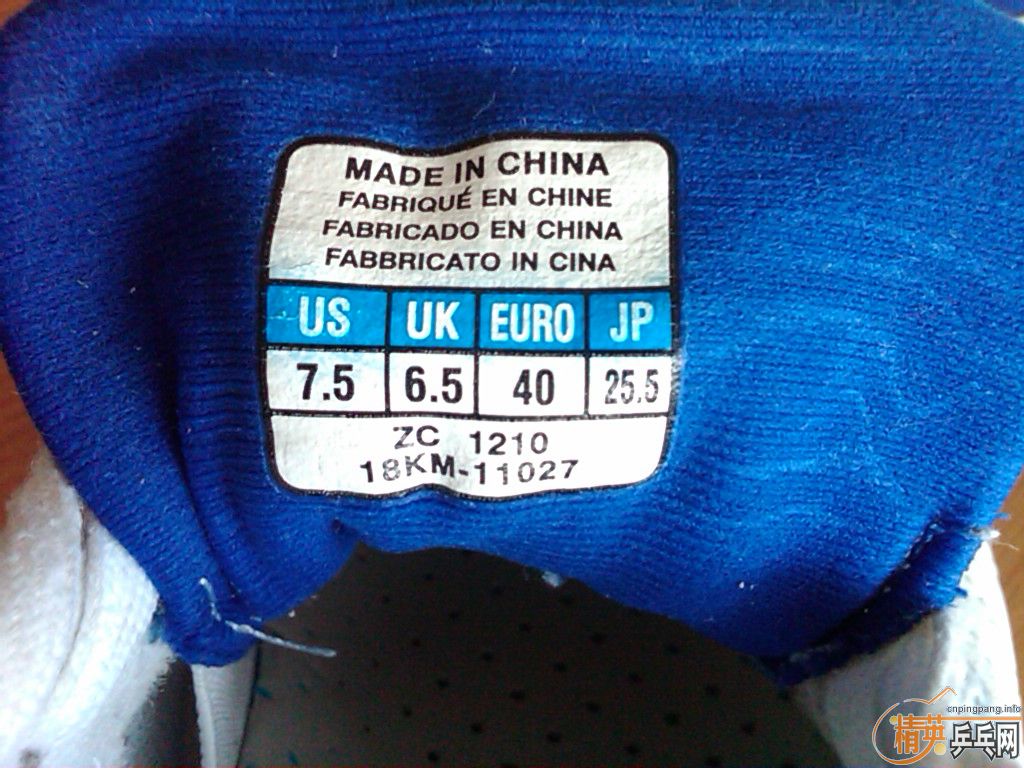 MADE IN CHINA
FABRIQUÉ EN CHINE
FABRICADO EN CHINA
FABBRICATO IN CINA
US UK EURO JP
7.5 6.5 40 25.5
ZC 1210
18KM-11027
cnpingpang.info
精英乒乓网